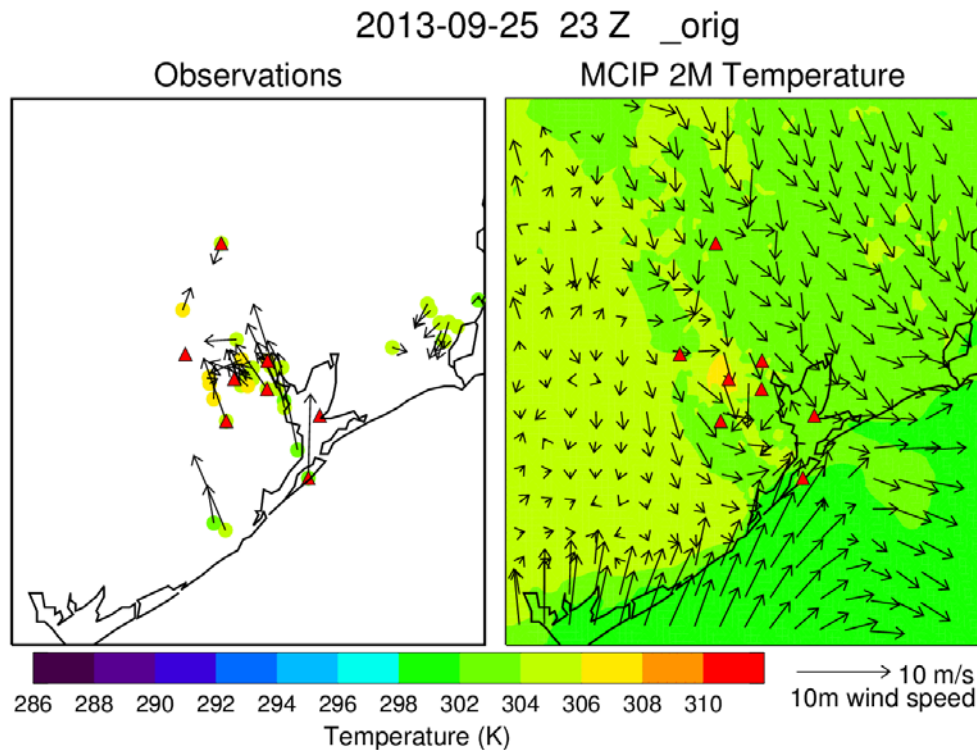 2013-09-25 23 Z _orig
Observations
MCIP 2M Temperature
286 288 290 292 294 296 298 300 302 304 306 308 310
10 m/s
10m wind speed
Temperature (K)